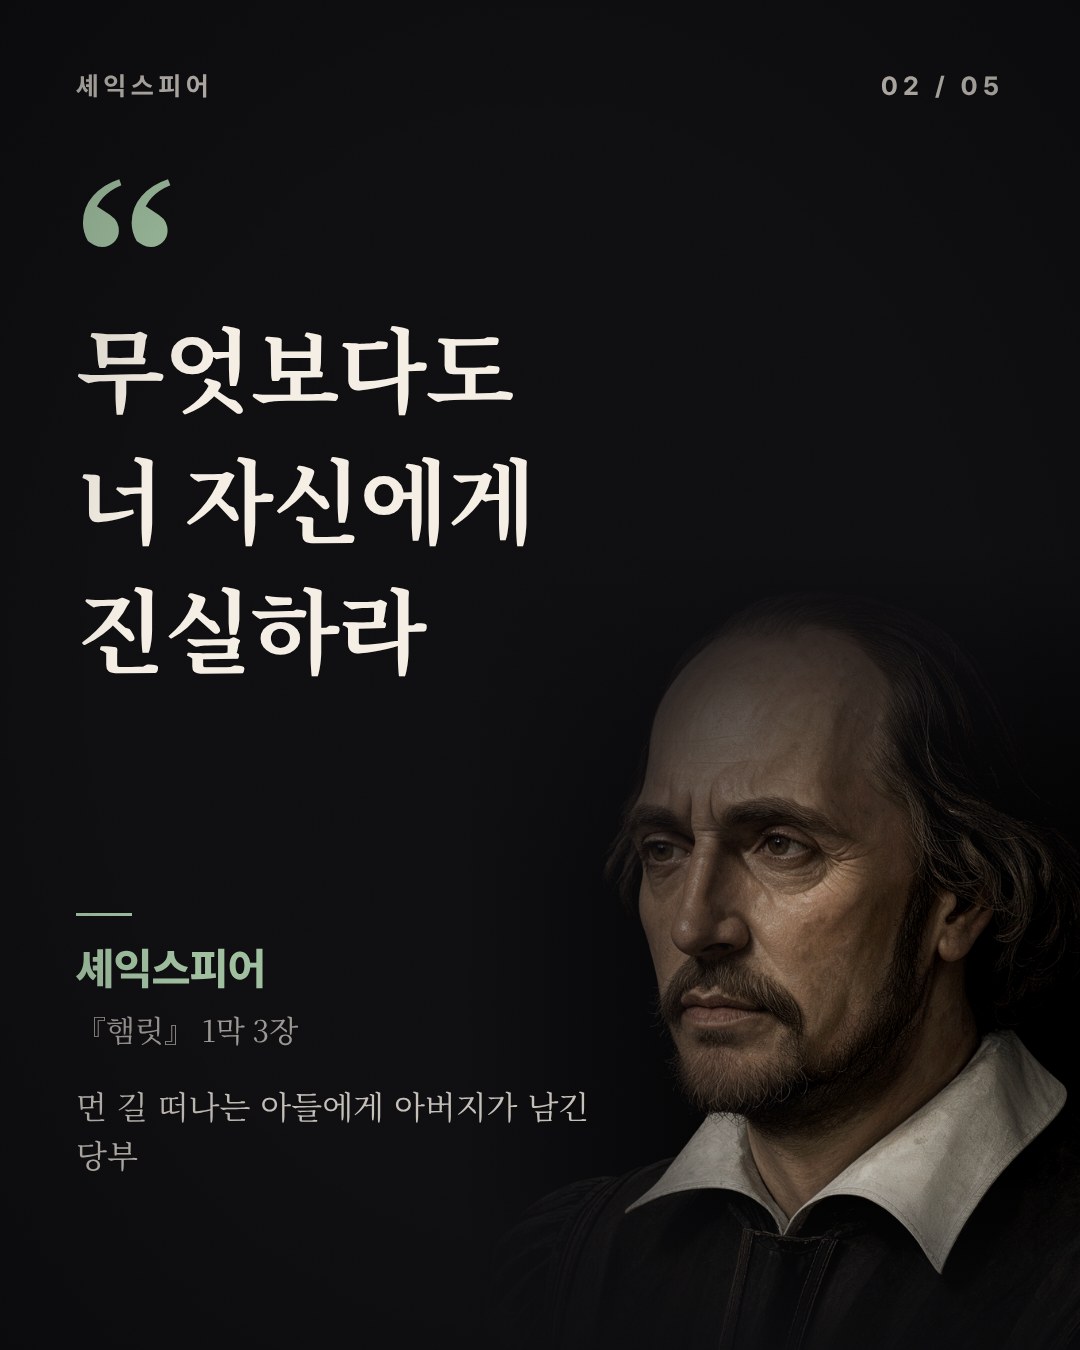 셰익스피어
02 / 05
“
무엇보다도
너 자신에게
진실하라
셰익스피어
『햄릿』 1막 3장
먼 길 떠나는 아들에게 아버지가 남긴
당부